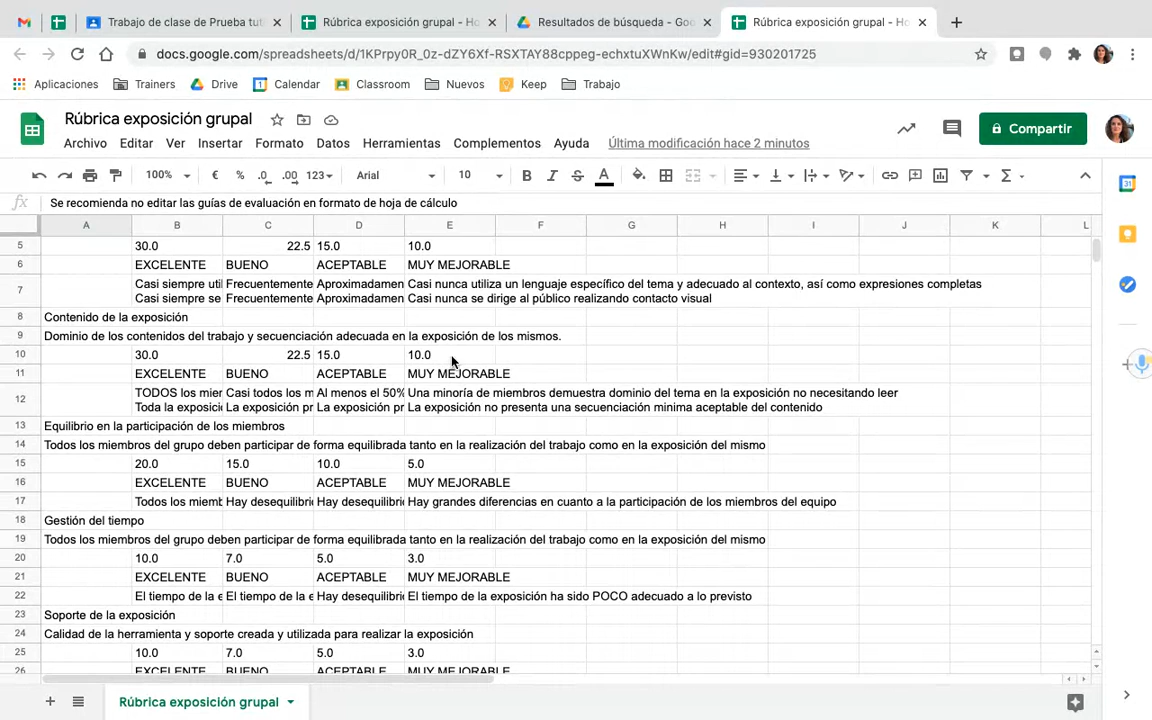 Trabajo de clase de Prueba tut
Rúbrica exposición grupal - Ho
Resultados de búsqueda - Goo
Rúbrica exposición grupal - Ho
docs.google.com/spreadsheets/d/1KPrpy0R_0z-dZY6Xf-RSXTAY88cppeg-echxtuXWnKw/edit#gid=930201725
Aplicaciones Trainers Drive Calendar Classroom Nuevos Keep Trabajo
Rúbrica exposición grupal
Compartir
Archivo Editar Ver Insertar Formato Datos Herramientas Complementos Ayuda Última modificación hace 2 minutos
100% € % .0 .00 123 Arial 10 B I S A
fx Se recomienda no editar las guías de evaluación en formato de hoja de cálculo
A B C D E F G H I J K L
5 30.0 22.5 15.0 10.0
6 EXCELENTE BUENO ACEPTABLE MUY MEJORABLE
7 Casi siempre util Frecuentemente Aproximadamen Casi nunca utiliza un lenguaje específico del tema y adecuado al contexto, así como expresiones completas
Casi siempre se Frecuentemente Aproximadamen Casi nunca se dirige al público realizando contacto visual
8 Contenido de la exposición
9 Dominio de los contenidos del trabajo y secuenciación adecuada en la exposición de los mismos.
10 30.0 22.5 15.0 10.0
11 EXCELENTE BUENO ACEPTABLE MUY MEJORABLE
12 TODOS los mier Casi todos los m Al menos el 50% Una minoría de miembros demuestra dominio del tema en la exposición no necesitando leer
Toda la exposici La exposición pr La exposición pr La exposición no presenta una secuenciación minima aceptable del contenido
13 Equilibrio en la participación de los miembros
14 Todos los miembros del grupo deben participar de forma equilibrada tanto en la realización del trabajo como en la exposición del mismo
15 20.0 15.0 10.0 5.0
16 EXCELENTE BUENO ACEPTABLE MUY MEJORABLE
17 Todos los miemb Hay desequilibri Hay desequilibri Hay grandes diferencias en cuanto a la participación de los miembros del equipo
18 Gestión del tiempo
19 Todos los miembros del grupo deben participar de forma equilibrada tanto en la realización del trabajo como en la exposición del mismo
20 10.0 7.0 5.0 3.0
21 EXCELENTE BUENO ACEPTABLE MUY MEJORABLE
22 El tiempo de la e El tiempo de la e Hay desequilibri El tiempo de la exposición ha sido POCO adecuado a lo previsto
23 Soporte de la exposición
24 Calidad de la herramienta y soporte creada y utilizada para realizar la exposición
25 10.0 7.0 5.0 3.0
26 EXCELENTE BUENO ACEPTABLE MUY MEJORABLE
Rúbrica exposición grupal